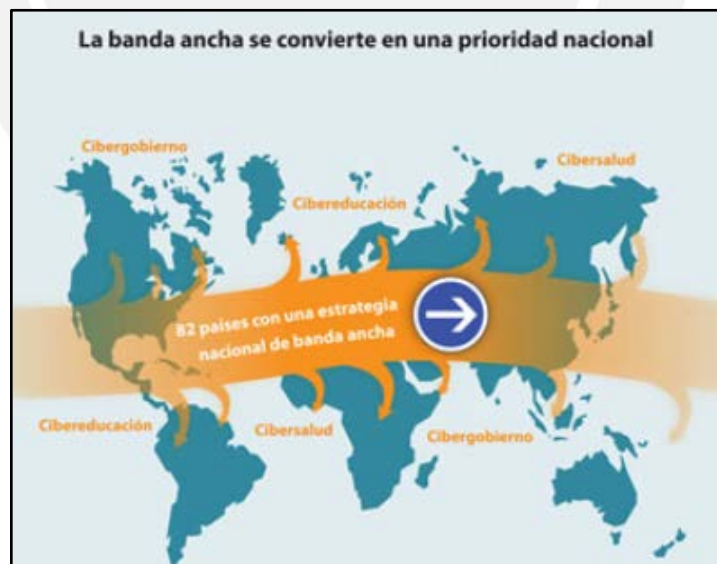 La banda ancha se convierte en una prioridad nacional
Cibergobierno
Cibersalud
Cibereducación
82 países con una estrategia
nacional de banda ancha
Cibereducación
Cibersalud
Cibergobierno